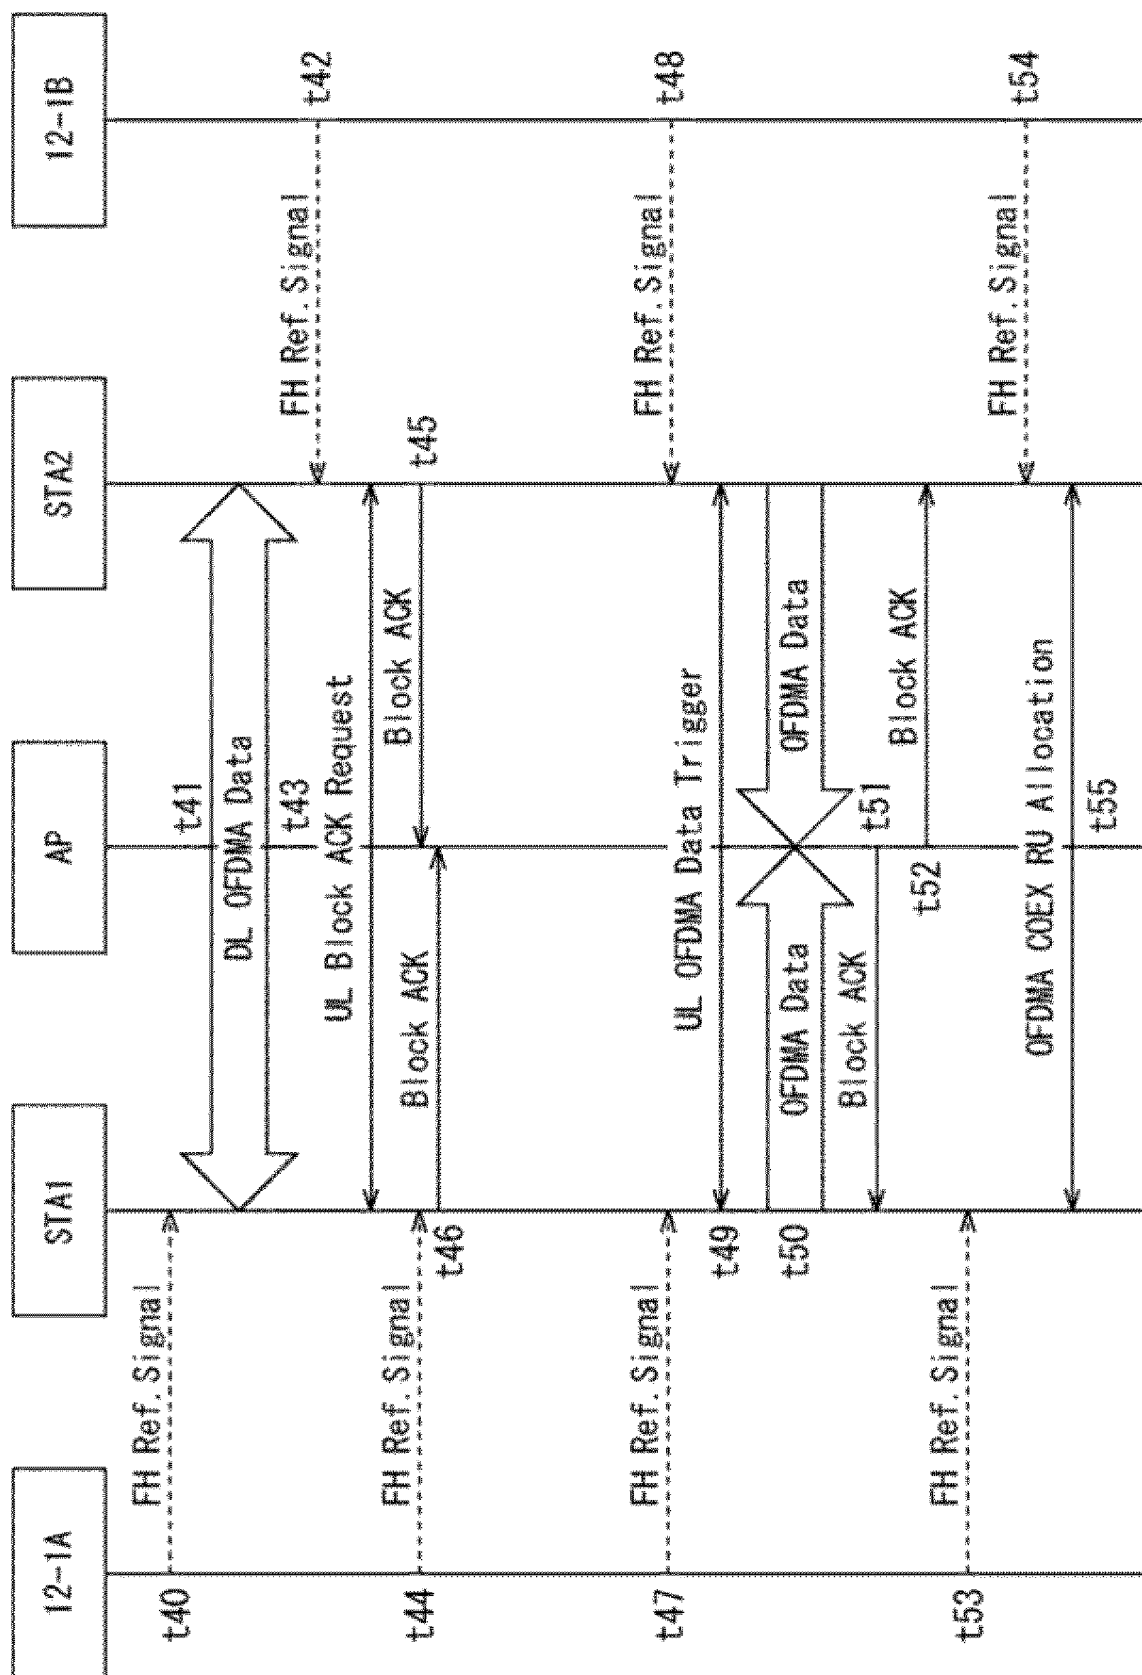 12-1A
STA1
AP
STA2
12-1B
t40
FH Ref. Signal
t41
DL OFDMA Data
t43
FH Ref. Signal
t42
UL Block ACK Request
t44
FH Ref. Signal
t46
Block ACK
Block ACK
t45
t47
FH Ref. Signal
FH Ref. Signal
t48
t49
UL OFDMA Data Trigger
t50
OFDMA Data
OFDMA Data
Block ACK
t51
t52
Block ACK
t53
FH Ref. Signal
FH Ref. Signal
t54
OFDMA COEX RU Allocation
t55